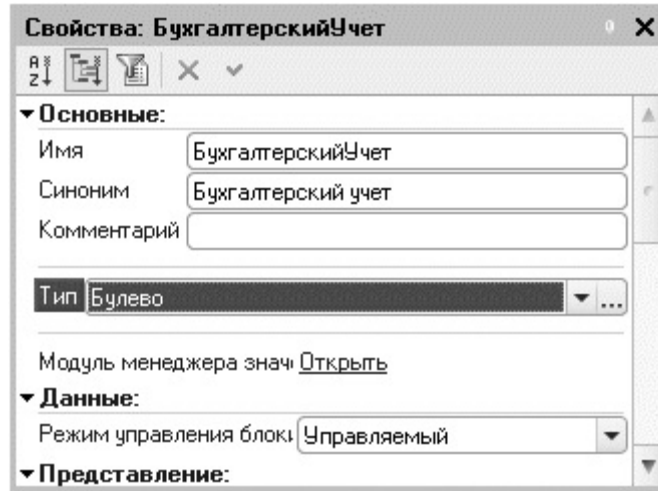 Свойства: БухгалтерскийУчет
Основные:
Имя БухгалтерскийУчет
Синоним Бухгалтерский учет
Комментарий
Тип Булево ...
Модуль менеджера знач Открыть
Данные:
Режим управления блоки Управляемый
Представление: